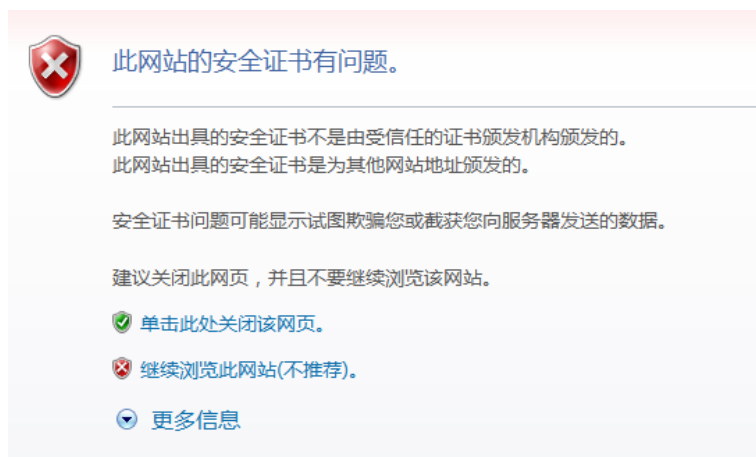 此网站的安全证书有问题。
此网站出具的安全证书不是由受信任的证书颁发机构颁发的。
此网站出具的安全证书是为其他网站地址颁发的。
安全证书问题可能显示试图欺骗您或截获您向服务器发送的数据。
建议关闭此网页，并且不要继续浏览该网站。
单击此处关闭该网页。
继续浏览此网站(不推荐)。
更多信息